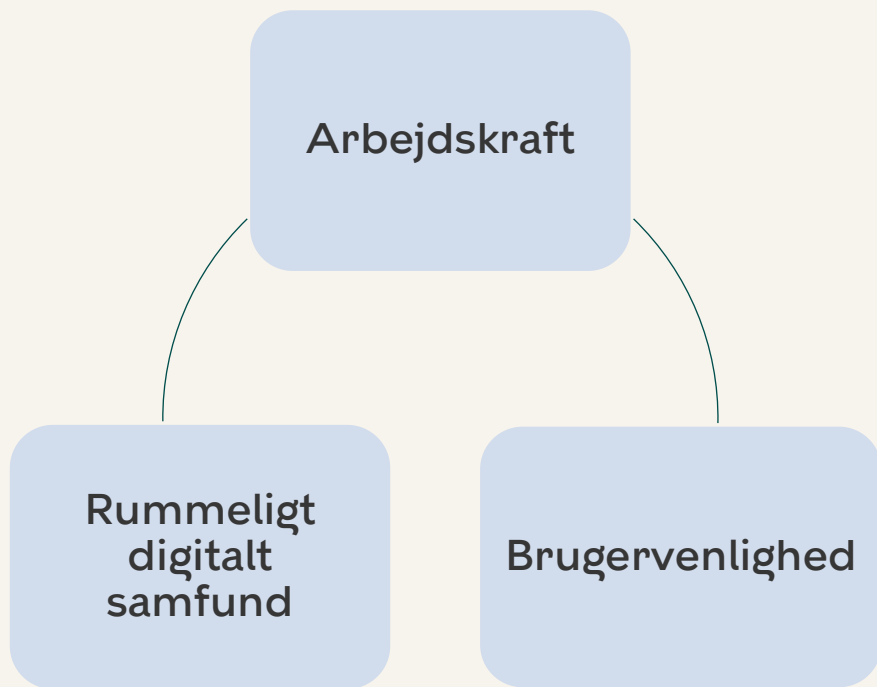 Arbejdskraft
Rummeligt
digitalt
samfund
Brugervenlighed